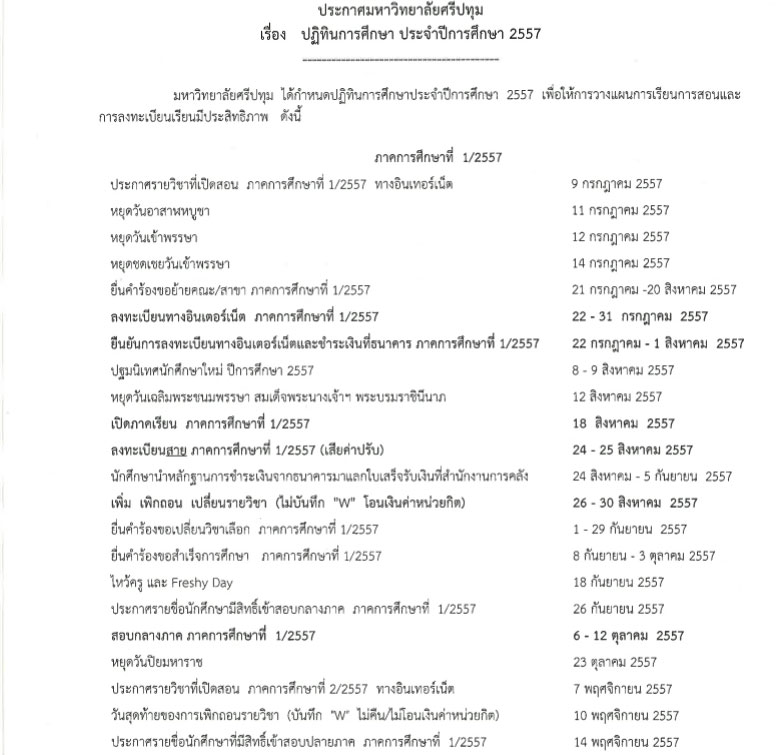 ประกาศมหาวิทยาลัยศรีปทุม
เรื่อง ปฏิทินการศึกษา ประจำปีการศึกษา 2557
----------------------------------------
มหาวิทยาลัยศรีปทุม ได้กำหนดปฏิทินการศึกษาประจำปีการศึกษา 2557 เพื่อให้การวางแผนการเรียนการสอนและ
การลงทะเบียนเรียนมีประสิทธิภาพ ดังนี้
ภาคการศึกษาที่ 1/2557
ประกาศรายวิชาที่เปิดสอน ภาคการศึกษาที่ 1/2557 ทางอินเทอร์เน็ต 9 กรกฎาคม 2557
หยุดวันอาสาฬหบูชา 11 กรกฎาคม 2557
หยุดวันเข้าพรรษา 12 กรกฎาคม 2557
หยุดชดเชยวันเข้าพรรษา 14 กรกฎาคม 2557
ยื่นคำร้องขอย้ายคณะ/สาขา ภาคการศึกษาที่ 1/2557 21 กรกฎาคม -20 สิงหาคม 2557
ลงทะเบียนทางอินเตอร์เน็ต ภาคการศึกษาที่ 1/2557 22 - 31 กรกฎาคม 2557
ยืนยันการลงทะเบียนทางอินเตอร์เน็ตและชำระเงินที่ธนาคาร ภาคการศึกษาที่ 1/2557 22 กรกฎาคม - 1 สิงหาคม 2557
ปฐมนิเทศนักศึกษาใหม่ ปีการศึกษา 2557 8 - 9 สิงหาคม 2557
หยุดวันเฉลิมพระชนมพรรษา สมเด็จพระนางเจ้าฯ พระบรมราชินีนาถ 12 สิงหาคม 2557
เปิดภาคเรียน ภาคการศึกษาที่ 1/2557 18 สิงหาคม 2557
ลงทะเบียนสาย ภาคการศึกษาที่ 1/2557 (เสียค่าปรับ) 24 - 25 สิงหาคม 2557
นักศึกษานำหลักฐานการชำระเงินจากธนาคารมาแลกใบเสร็จรับเงินที่สำนักงานการคลัง 24 สิงหาคม - 5 กันยายน 2557
เพิ่ม เพิกถอน เปลี่ยนรายวิชา (ไม่บันทึก "W" โอนเงินค่าหน่วยกิต) 26 - 30 สิงหาคม 2557
ยื่นคำร้องขอเปลี่ยนวิชาเลือก ภาคการศึกษาที่ 1/2557 1 - 29 กันยายน 2557
ยื่นคำร้องขอสำเร็จการศึกษา ภาคการศึกษาที่ 1/2557 8 กันยายน - 3 ตุลาคม 2557
ไหว้ครู และ Freshy Day 18 กันยายน 2557
ประกาศรายชื่อนักศึกษามีสิทธิ์เข้าสอบกลางภาค ภาคการศึกษาที่ 1/2557 26 กันยายน 2557
สอบกลางภาค ภาคการศึกษาที่ 1/2557 6 - 12 ตุลาคม 2557
หยุดวันปิยมหาราช 23 ตุลาคม 2557
ประกาศรายวิชาที่เปิดสอน ภาคการศึกษาที่ 2/2557 ทางอินเทอร์เน็ต 7 พฤศจิกายน 2557
วันสุดท้ายของการเพิกถอนรายวิชา (บันทึก "W" ไม่คืน/ไม่โอนเงินค่าหน่วยกิต) 10 พฤศจิกายน 2557
ประกาศรายชื่อนักศึกษาที่มีสิทธิ์เข้าสอบปลายภาค ภาคการศึกษาที่ 1/2557 14 พฤศจิกายน 2557